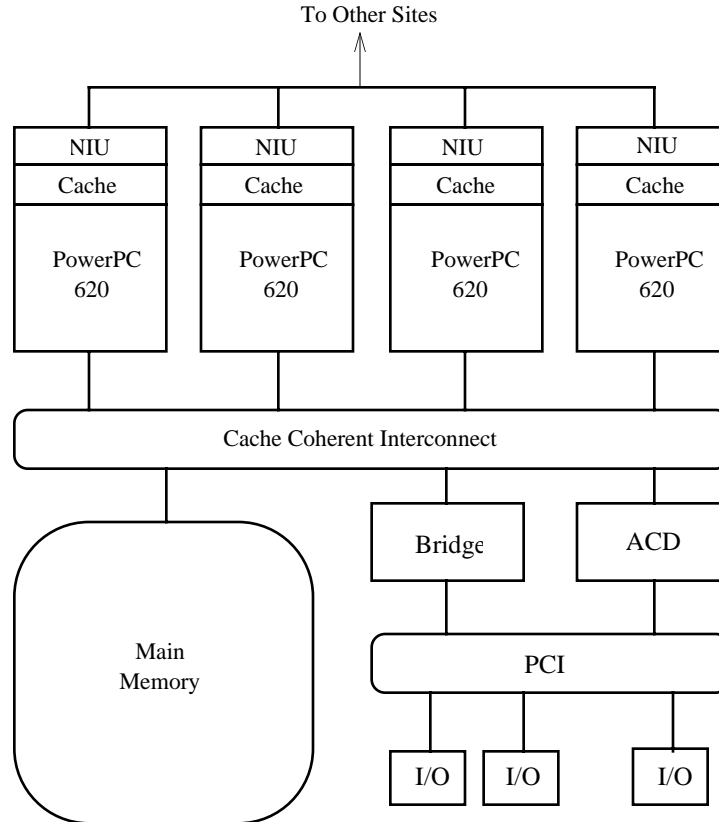 To Other Sites
NIU
NIU
NIU
NIU
Cache
Cache
Cache
Cache
PowerPC
620
PowerPC
620
PowerPC
620
PowerPC
620
Cache Coherent Interconnect
Bridge
ACD
Main
Memory
PCI
I/O
I/O
I/O